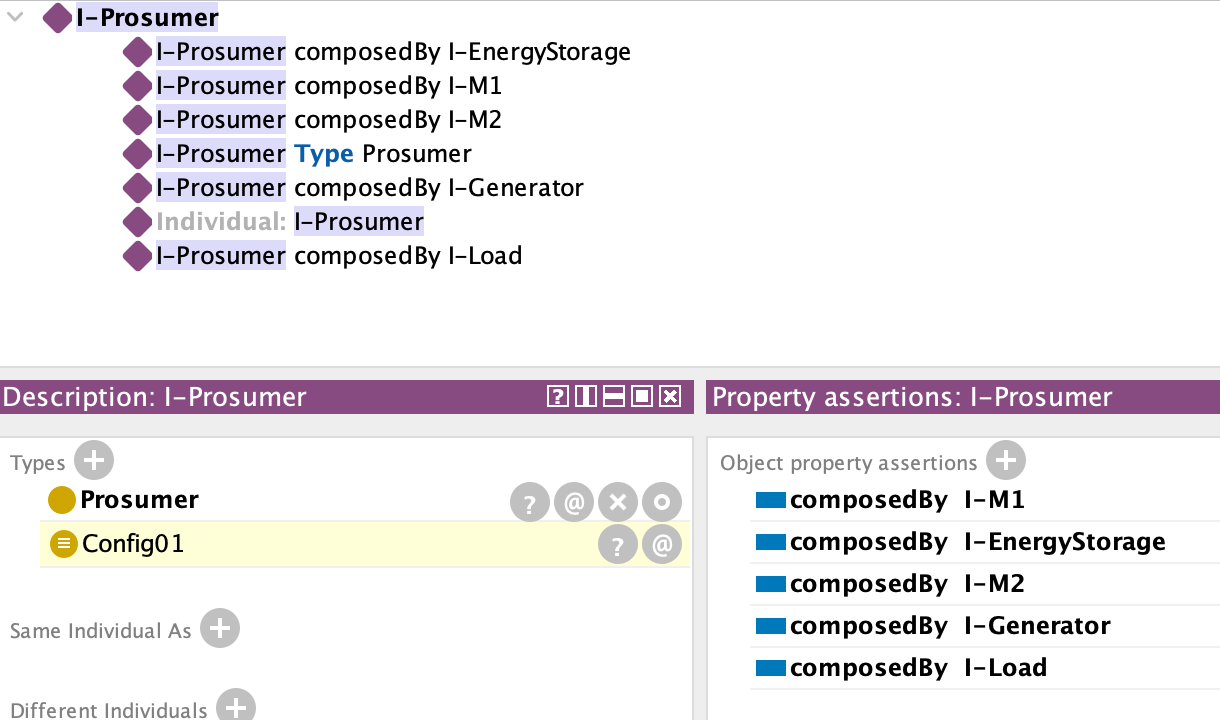 I-Prosumer
I-Prosumer composedBy I-EnergyStorage
I-Prosumer composedBy I-M1
I-Prosumer composedBy I-M2
I-Prosumer Type Prosumer
I-Prosumer composedBy I-Generator
Individual: I-Prosumer
I-Prosumer composedBy I-Load
Description: I-Prosumer
Types
Prosumer
Config01
Same Individual As
Different Individuals
Property assertions: I-Prosumer
Object property assertions
composedBy I-M1
composedBy I-EnergyStorage
composedBy I-M2
composedBy I-Generator
composedBy I-Load